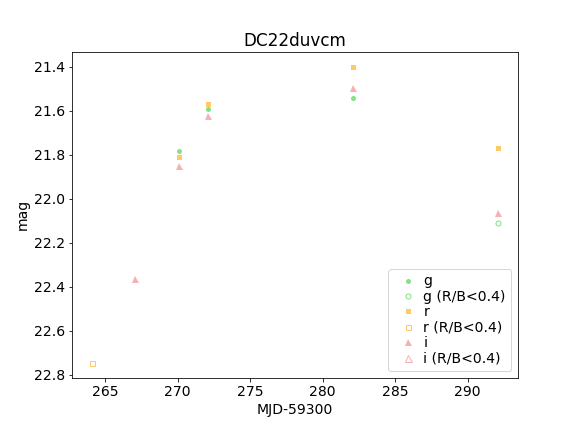 DC22duvcm
21.4
21.6
21.8
22.0
22.2
22.4
22.6
22.8
mag
265
270
275
280
285
290
MJD-59300
g
g (R/B<0.4)
r
r (R/B<0.4)
i
i (R/B<0.4)